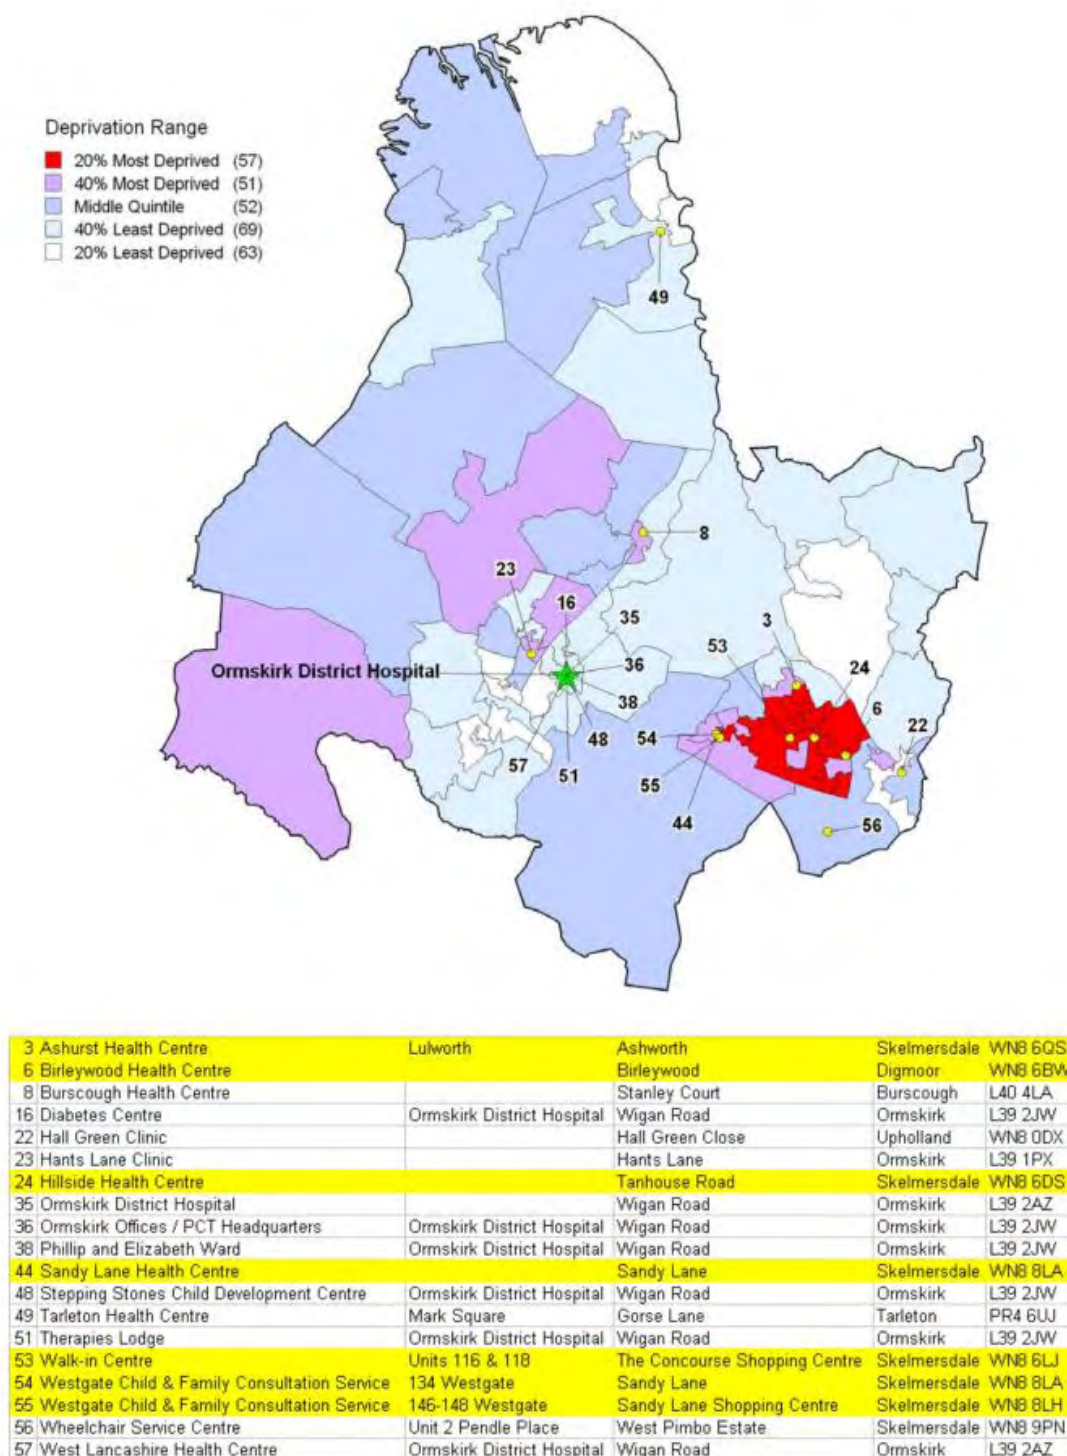 Deprivation Range
20% Most Deprived (57)
40% Most Deprived (51)
Middle Quintile (52)
40% Least Deprived (69)
20% Least Deprived (63)
49
8
23
16
35
3
53
24
Ormskirk District Hospital
36
6
38
22
54
48
57
51
55
44
56
3 Ashurst Health Centre Lulworth Ashworth Skelmersdale WN8 6QS
6 Birleywood Health Centre Birleywood Digmoor WN8 6BW
8 Burscough Health Centre Stanley Court Burscough L40 4LA
16 Diabetes Centre Ormskirk District Hospital Wigan Road Ormskirk L39 2JW
22 Hall Green Clinic Hall Green Close Upholland WN8 0DX
23 Hants Lane Clinic Hants Lane Ormskirk L39 1PX
24 Hillside Health Centre Tanhouse Road Skelmersdale WN8 6DS
35 Ormskirk District Hospital Wigan Road Ormskirk L39 2AZ
36 Ormskirk Offices / PCT Headquarters Ormskirk District Hospital Wigan Road Ormskirk L39 2JW
38 Phillip and Elizabeth Ward Ormskirk District Hospital Wigan Road Ormskirk L39 2JW
44 Sandy Lane Health Centre Sandy Lane Skelmersdale WN8 8LA
48 Stepping Stones Child Development Centre Ormskirk District Hospital Wigan Road Ormskirk L39 2JW
49 Tarleton Health Centre Mark Square Gorse Lane Tarleton PR4 6UJ
51 Therapies Lodge Ormskirk District Hospital Wigan Road Ormskirk L39 2JW
53 Walk-in Centre Units 116 & 118 The Concourse Shopping Centre Skelmersdale WN8 6LJ
54 Westgate Child & Family Consultation Service 134 Westgate Sandy Lane Skelmersdale WN8 8LA
55 Westgate Child & Family Consultation Service 146-148 Westgate Sandy Lane Shopping Centre Skelmersdale WN8 8LH
56 Wheelchair Service Centre Unit 2 Pendle Place West Pimbo Estate Skelmersdale WN8 9PN
57 West Lancashire Health Centre Ormskirk District Hospital Wigan Road Ormskirk L39 2AZ